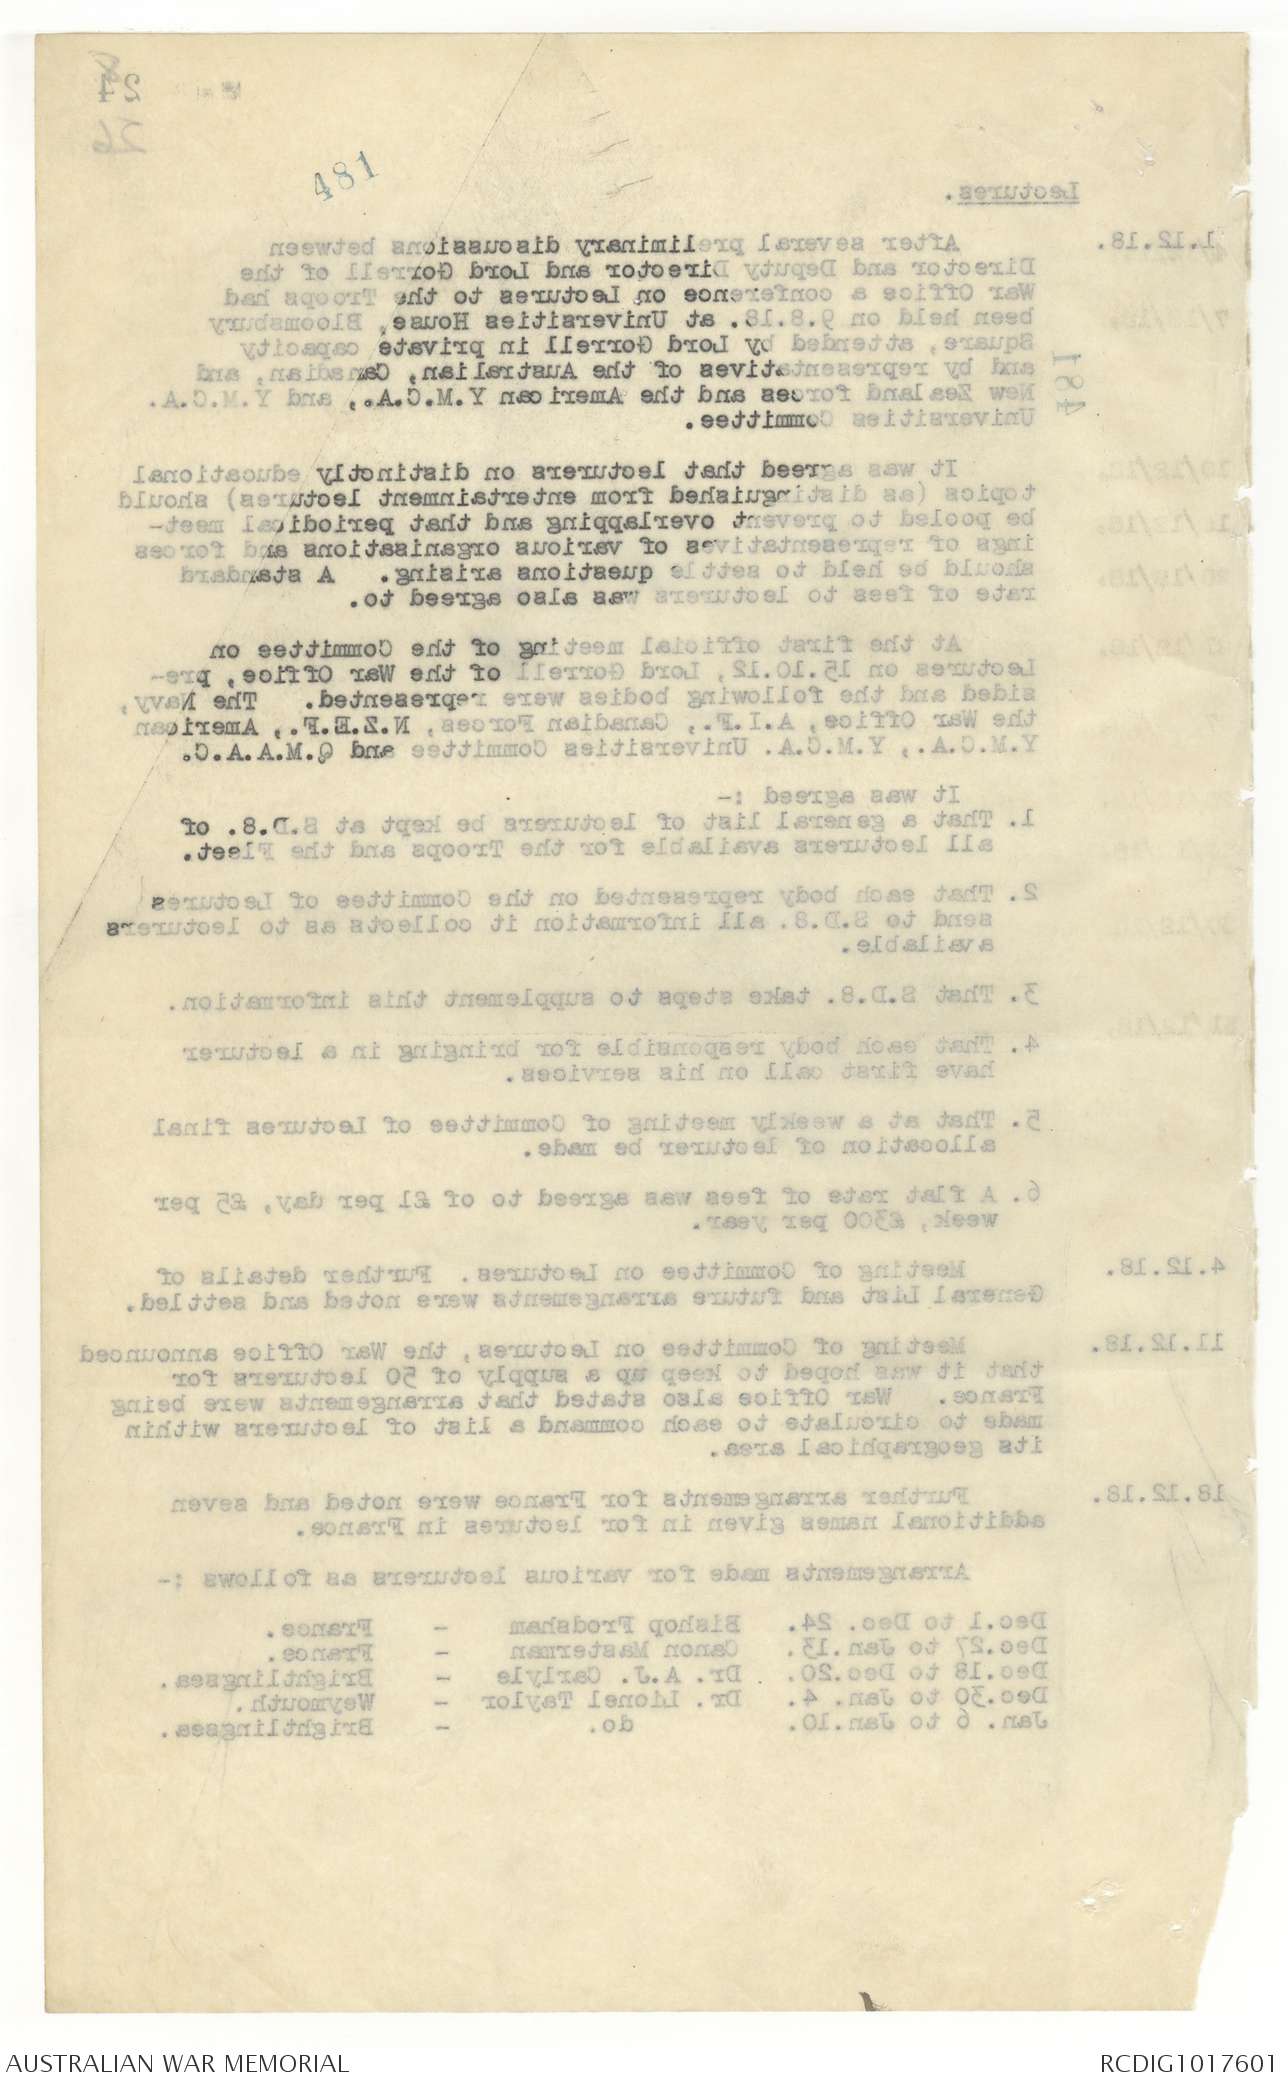 24
26
481
Lectures.
1.12.18. After several preliminary discussions between
Director and Deputy Director and Lord Gorrell of the
War Office a conference on Lectures to the Troops had
been held on 9.8.18. at Universities House, Bloomsbury
Square, attended by Lord Gorrell in private capacity
and by representatives of the Australian, Canadian, and
New Zealand forces and the American Y.M.C.A., and Y.M.C.A.
Universities Committee.
481
It was agreed that lecturers on distinctly educational
topics (as distinguished from entertainment lectures) should
be pooled to prevent overlapping and that periodical meet-
ings of representatives of various organisations and forces
should be held to settle questions arising. A standard
rate of fees to lecturers was also agreed to.
At the first official meeting of the Committee on
Lectures on 15.10.12, Lord Gorrell of the War Office, pre-
sided and the following bodies were represented. The Navy,
the War Office, A.I.F., Canadian Forces, N.Z.E.F., American
Y.M.C.A., Y.M.C.A. Universities Committee and Q.M.A.A.C.
It was agreed :-
1. That a general list of lecturers be kept at S.D.8. of
all lecturers available for the Troops and the Fleet.
2. That each body represented on the Committee of Lectures
send to S.D.8. all information it collects as to lecturers
available.
3. That S.D.8. take steps to supplement this information.
4. That each body responsible for bringing in a lecturer
have first call on his services.
5. That at a weekly meeting of Committee of Lectures final
allocation of lecturer be made.
6. A flat rate of fees was agreed to of £1 per day, £5 per
week, £300 per year.
4.12.18. Meeting of Committee on Lectures. Further details of
General List and future arrangements were noted and settled.
11.12.18. Meeting of Committee on Lectures, the War Office announced
that it was hoped to keep up a supply of 50 lecturers for
France. War Office also stated that arrangements were being
made to circulate to each command a list of lecturers within
its geographical area.
18.12.18. Further arrangements for France were noted and seven
additional names given in for lectures in France.
Arrangements made for various lecturers as follows :-
Dec.1 to Dec. 24. Bishop Frodsham - France.
Dec.27 to Jan.13. Canon Masterman - France.
Dec.18 to Dec.20. Dr. A.J. Carlyle - Brightlingsea.
Dec.30 to Jan. 4. Dr. Lionel Taylor - Weymouth.
Jan. 6 to Jan.10. do. - Brightlingsea.
AUSTRALIAN WAR MEMORIAL
RCDIG1017601